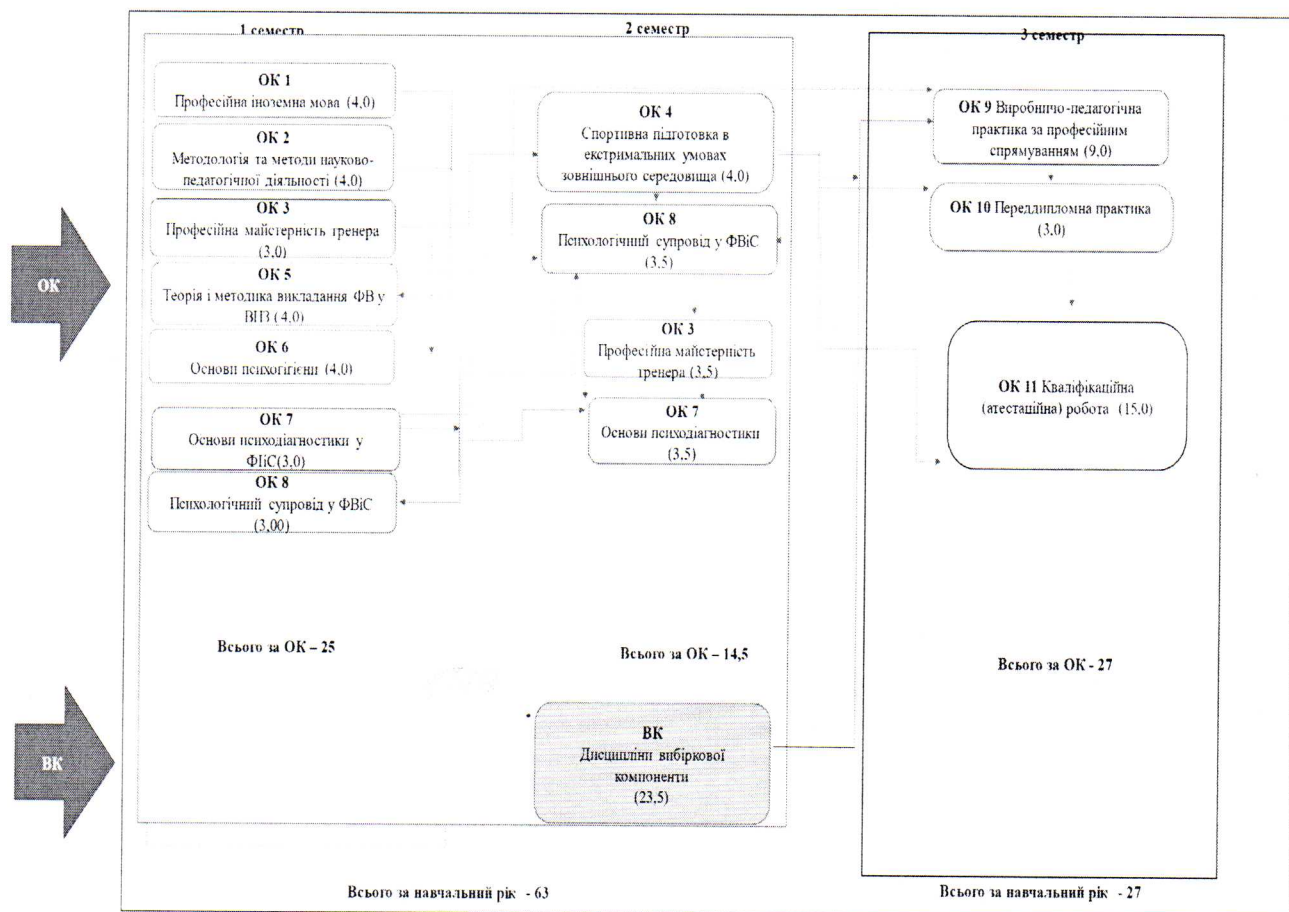 1 семестр
ОК 1
Професійна іноземна мова (4,0)
ОК 2
Методологія та методи науково-
педагогічної діяльності (4,0)
ОК 3
Професійна майстерність тренера
(3,0)
ОК 5
Теорія і методика викладання ФВ у
ВНЗ (4,0)
ОК 6
Основи психогігієни (4,0)
ОК 7
Основи психодіагностики у
ФІіС(3,0)
ОК 8
Психологічний супровід у ФВіС
(3,00)
Всього за ОК – 25
2 семестр
ОК 4
Спортивна підготовка в
екстримальних умовах
зовнішнього середовища (4,0)
ОК 8
Психологічний супровід у ФВіС
(3,5)
ОК 3
Професійна майстерність
тренера (3,5)
ОК 7
Основи психодіагностики
(3,5)
Всього за ОК – 14,5
ВК
Дисципліни вибіркової
компоненти
(23,5)
3 семестр
ОК 9 Виробничо-педагогічна
практика за професійним
спрямуванням (9,0)
ОК 10 Переддипломна практика
(3,0)
ОК 11 Кваліфікаційна
(атестаційна) робота (15,0)
Всього за ОК - 27
ОК
ВК
Всього за навчальний рік - 63
Всього за навчальний рік - 27